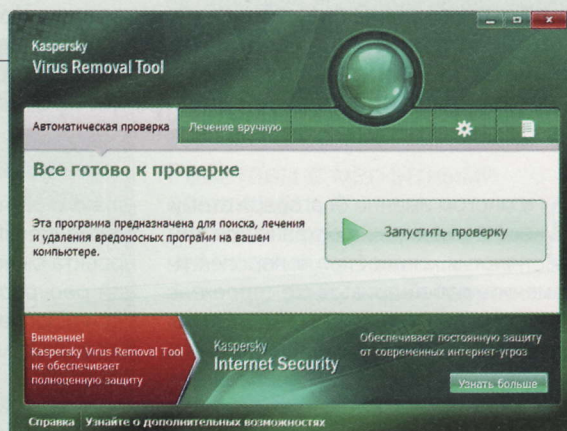 Kaspersky
Virus Removal Tool
Автоматическая проверка
Лечение вручную
Все готово к проверке
Эта программа предназначена для поиска, лечения
и удаления вредоносных программ на вашем
компьютере.
Запустить проверку
Внимание!
Kaspersky Virus Removal Tool
не обеспечивает
полноценную защиту
Kaspersky
Internet Security
Обеспечивает постоянную защиту
от современных интернет-угроз
Узнать больше
Справка Узнайте о дополнительных возможностях